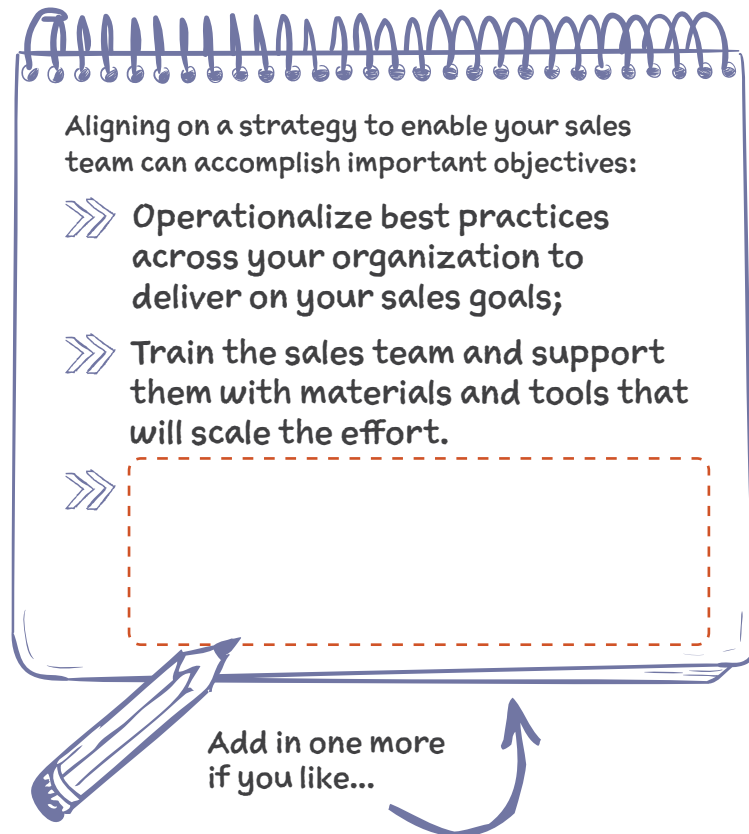 Aligning on a strategy to enable your sales
team can accomplish important objectives:
Operationalize best practices
across your organization to
deliver on your sales goals;
Train the sales team and support
them with materials and tools that
will scale the effort.
Add in one more
if you like...